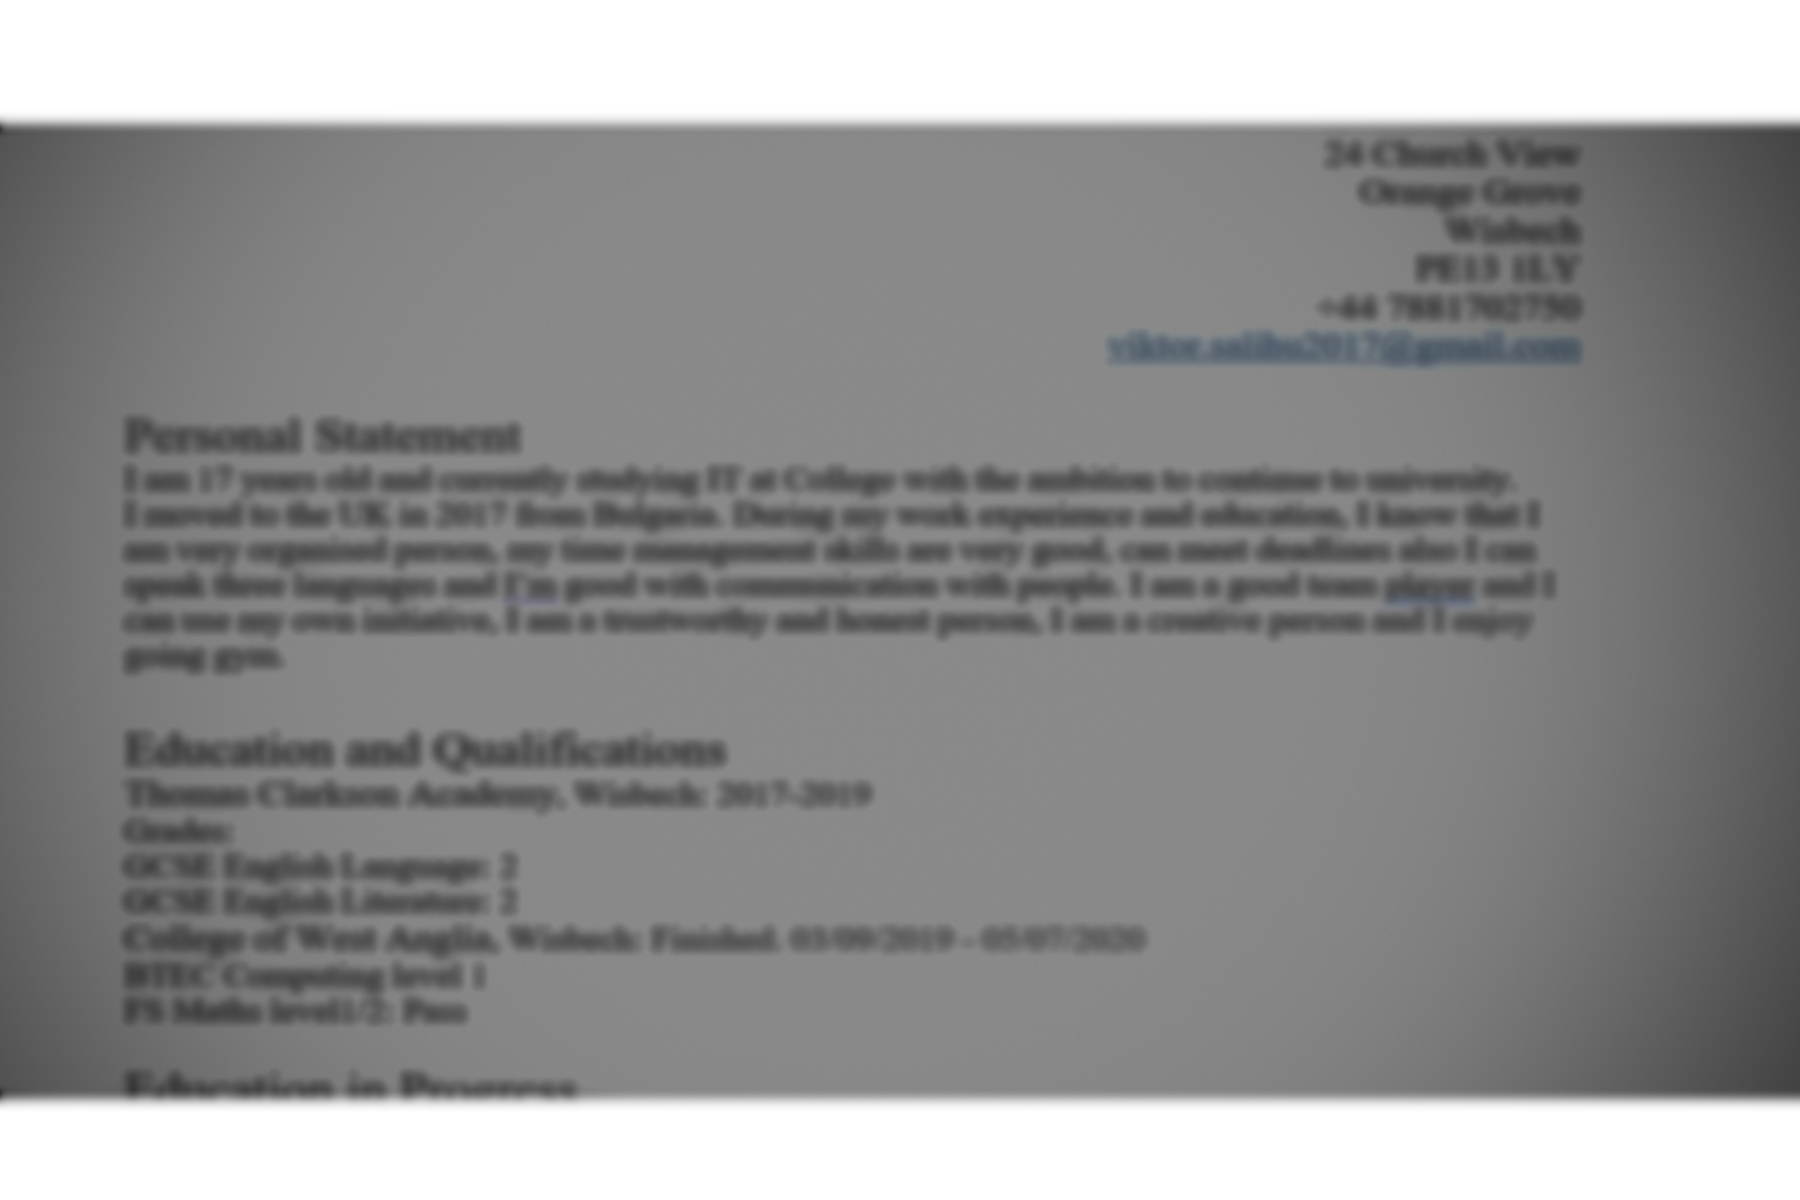 24 Church View
Orange Grove
Wisbech
PE13 1LY
+44 7881702750
viktor.salihu2017@gmail.com
Personal Statement
I am 17 years old and currently studying IT at College with the ambition to continue to university.
I moved to the UK in 2017 from Bulgaria. During my work experience and education, I know that I
am very organised person, my time management skills are very good, can meet deadlines also I can
speak three languages and I'm good with communication with people. I am a good team player and I
can use my own initiative, I am a trustworthy and honest person, I am a creative person and I enjoy
going gym.
Education and Qualifications
Thomas Clarkson Academy, Wisbech: 2017-2019
Grades:
GCSE English Language: 2
GCSE English Literature: 2
College of West Anglia, Wisbech: Finished. 03/09/2019 - 05/07/2020
BTEC Computing level 1
FS Maths level1/2: Pass
Education in Progress